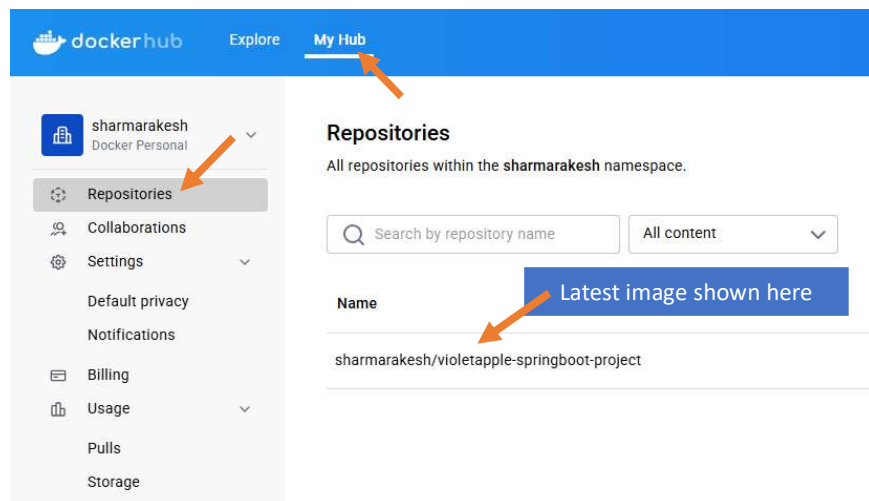 dockerhub Explore My Hub
sharmarakesh
Docker Personal
Repositories
Collaborations
Settings
Default privacy
Notifications
Billing
Usage
Pulls
Storage
Repositories
All repositories within the sharmarakesh namespace.
Search by repository name All content
Latest image shown here
Name
sharmarakesh/violetapple-springboot-project